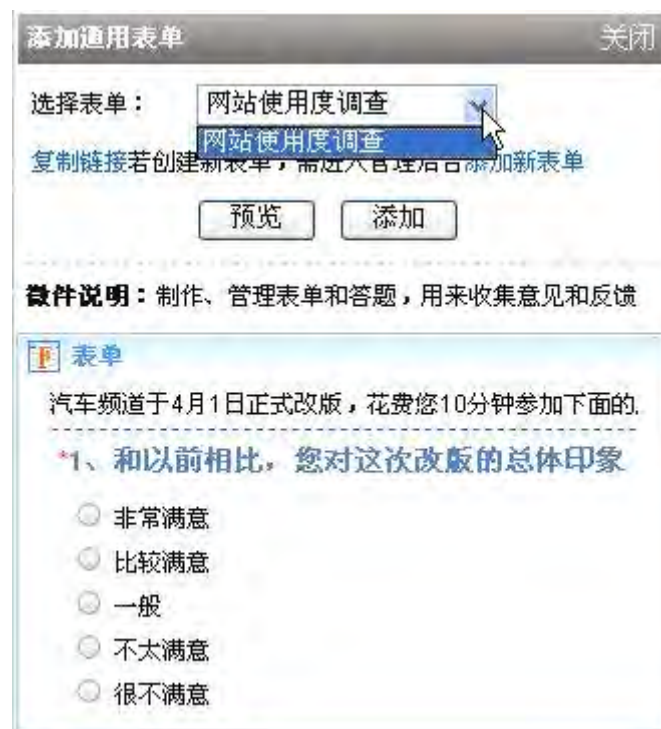 添加通用表单 关闭
选择表单： 网站使用度调查
网站使用度调查
复制链接若创建新表单，需进入管理后台添加新表单
预览 添加
微件说明：制作、管理表单和答题，用来收集意见和反馈
F 表单
汽车频道于4月1日正式改版，花费您10分钟参加下面的.
*1、和以前相比，您对这次改版的总体印象
非常满意
比较满意
一般
不太满意
很不满意